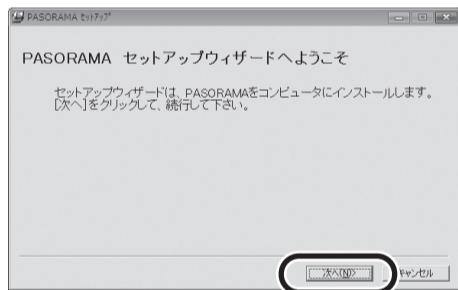 PASORAMA ｾｯﾄｱｯﾌﾟ
PASORAMA セットアップウィザードへようこそ
セットアップウィザードは、PASORAMAをコンピュータにインストールします。
[次へ]をクリックして、続行して下さい。
次へ(N)>
キャンセル